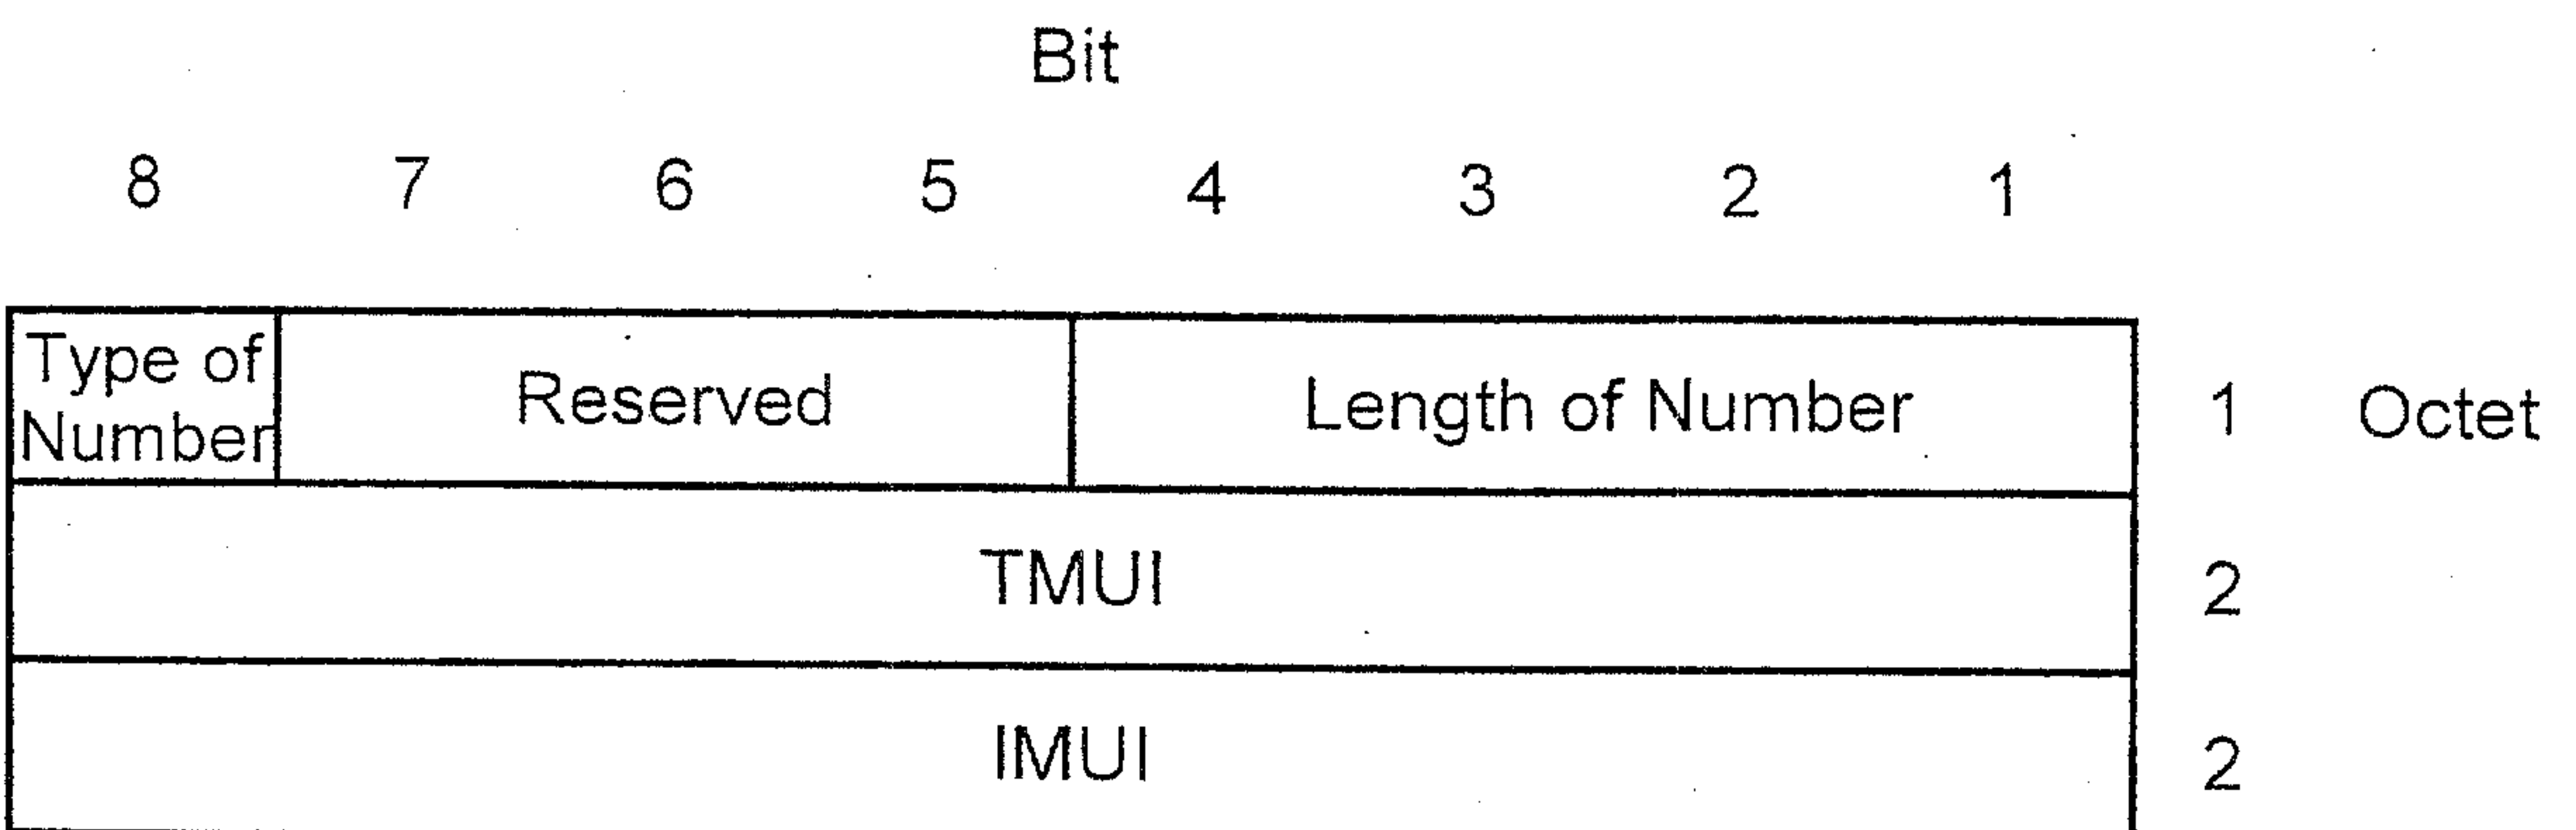 Bit
8 7 6 5 4 3 2 1
Type of
Number
Reserved
Length of Number
1
Octet
TMUI
2
IMUI
2